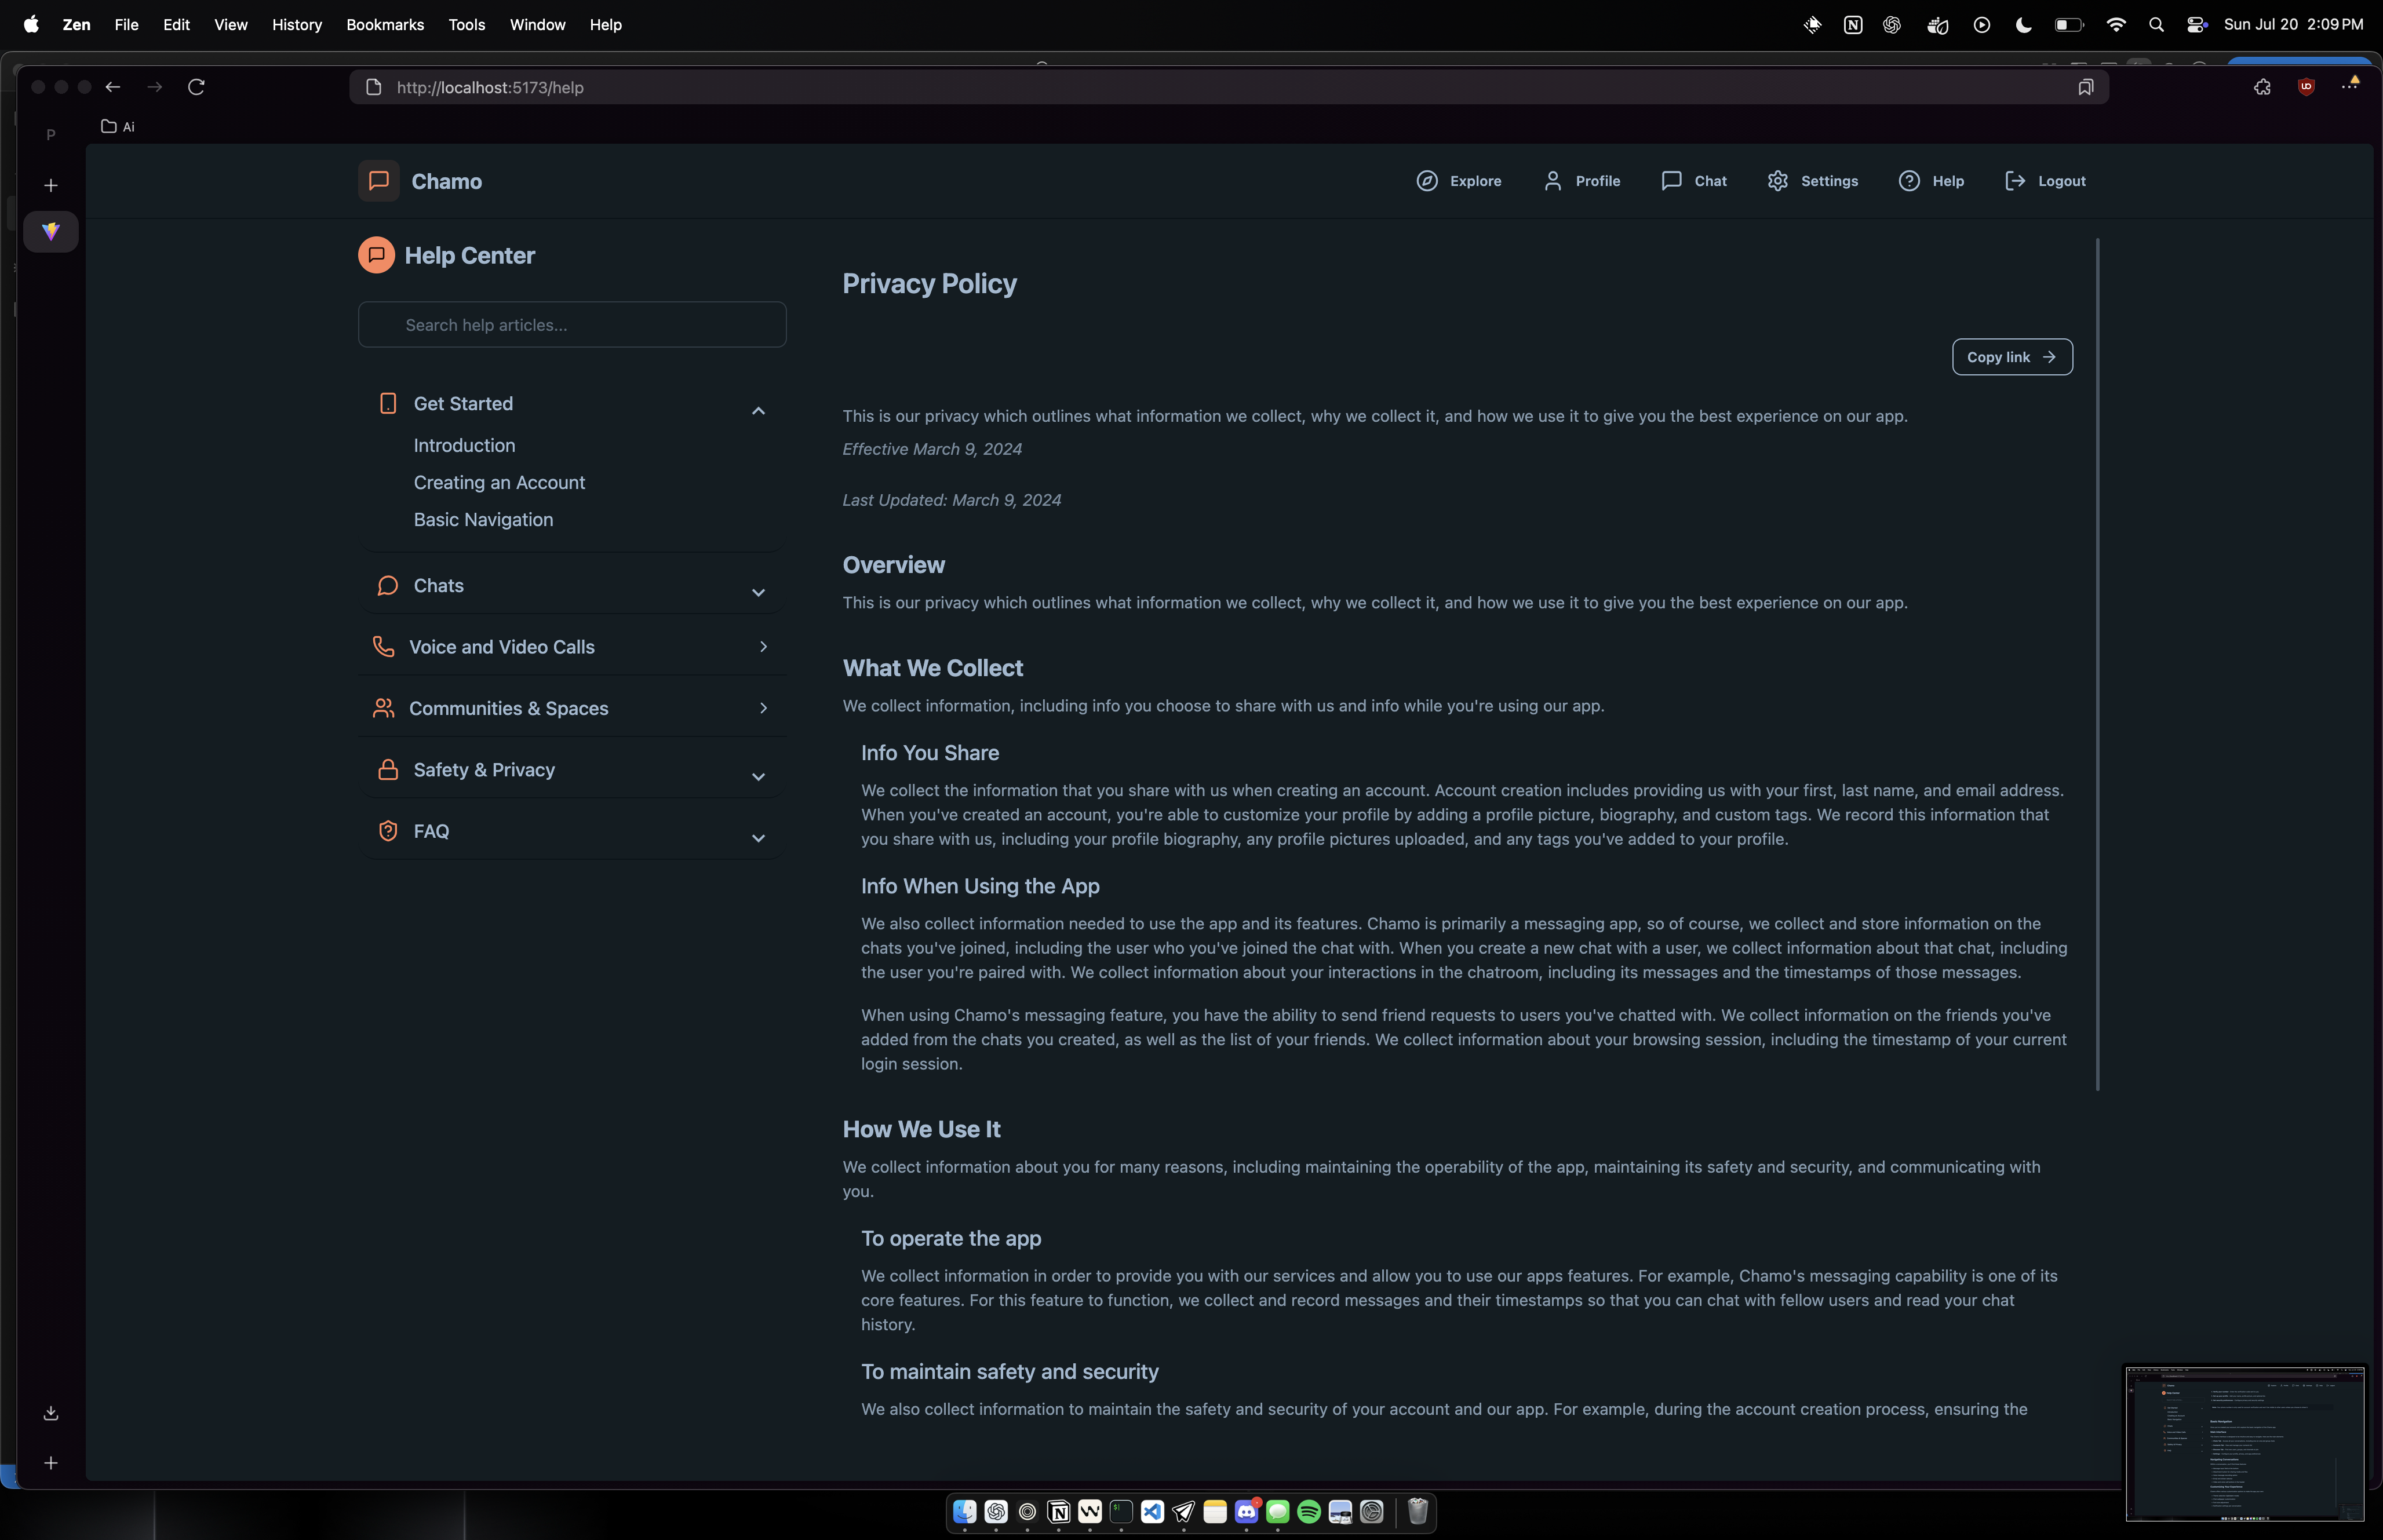 Zen File Edit View History Bookmarks Tools Window Help
Sun Jul 20 2:09 PM
http://localhost:5173/help
P
Ai
Chamo
Explore
Profile
Chat
Settings
Help
Logout
Help Center
Search help articles...
Get Started
Introduction
Creating an Account
Basic Navigation
Chats
Voice and Video Calls
Communities & Spaces
Safety & Privacy
FAQ
Privacy Policy
Copy link
This is our privacy which outlines what information we collect, why we collect it, and how we use it to give you the best experience on our app.
Effective March 9, 2024
Last Updated: March 9, 2024
Overview
This is our privacy which outlines what information we collect, why we collect it, and how we use it to give you the best experience on our app.
What We Collect
We collect information, including info you choose to share with us and info while you're using our app.
Info You Share
We collect the information that you share with us when creating an account. Account creation includes providing us with your first, last name, and email address.
When you've created an account, you're able to customize your profile by adding a profile picture, biography, and custom tags. We record this information that
you share with us, including your profile biography, any profile pictures uploaded, and any tags you've added to your profile.
Info When Using the App
We also collect information needed to use the app and its features. Chamo is primarily a messaging app, so of course, we collect and store information on the
chats you've joined, including the user who you've joined the chat with. When you create a new chat with a user, we collect information about that chat, including
the user you're paired with. We collect information about your interactions in the chatroom, including its messages and the timestamps of those messages.
When using Chamo's messaging feature, you have the ability to send friend requests to users you've chatted with. We collect information on the friends you've
added from the chats you created, as well as the list of your friends. We collect information about your browsing session, including the timestamp of your current
login session.
How We Use It
We collect information about you for many reasons, including maintaining the operability of the app, maintaining its safety and security, and communicating with
you.
To operate the app
We collect information in order to provide you with our services and allow you to use our apps features. For example, Chamo's messaging capability is one of its
core features. For this feature to function, we collect and record messages and their timestamps so that you can chat with fellow users and read your chat
history.
To maintain safety and security
We also collect information to maintain the safety and security of your account and our app. For example, during the account creation process, ensuring the